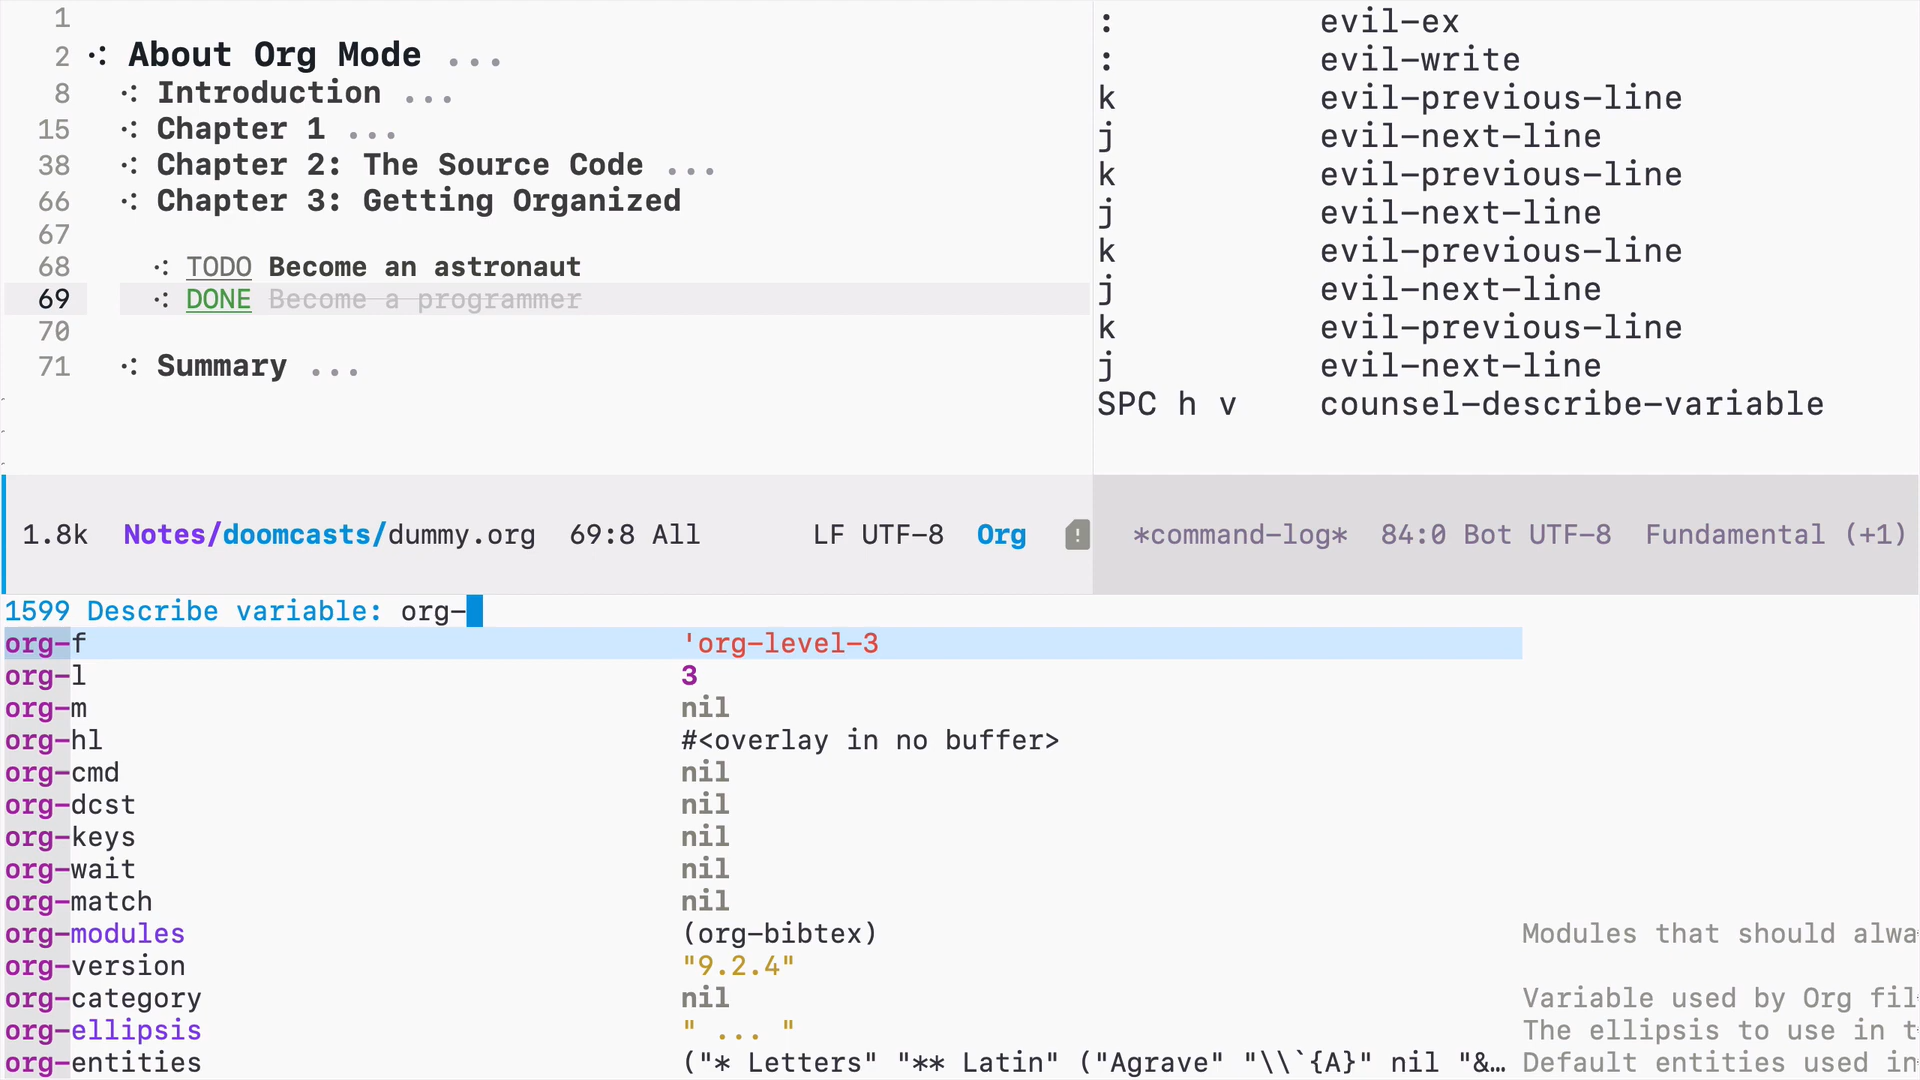 1
2 ⁖ About Org Mode ...
8 ⁖ Introduction ...
15 ⁖ Chapter 1 ...
38 ⁖ Chapter 2: The Source Code ...
66 ⁖ Chapter 3: Getting Organized
67
68 ⁖ TODO Become an astronaut
69 ⁖ DONE Become a programmer
70
71 ⁖ Summary ...
: evil-ex
: evil-write
k evil-previous-line
j evil-next-line
k evil-previous-line
j evil-next-line
k evil-previous-line
j evil-next-line
k evil-previous-line
j evil-next-line
SPC h v counsel-describe-variable
1.8k Notes/doomcasts/dummy.org 69:8 All LF UTF-8 Org !
*command-log* 84:0 Bot UTF-8 Fundamental (+1)
1599 Describe variable: org-
org-f 'org-level-3
org-l 3
org-m nil
org-hl #<overlay in no buffer>
org-cmd nil
org-dcst nil
org-keys nil
org-wait nil
org-match nil
org-modules (org-bibtex) Modules that should alwa
org-version "9.2.4"
org-category nil Variable used by Org fil
org-ellipsis " ... " The ellipsis to use in t
org-entities ("* Letters" "** Latin" ("Agrave" "\\`{A}" nil "&… Default entities used in